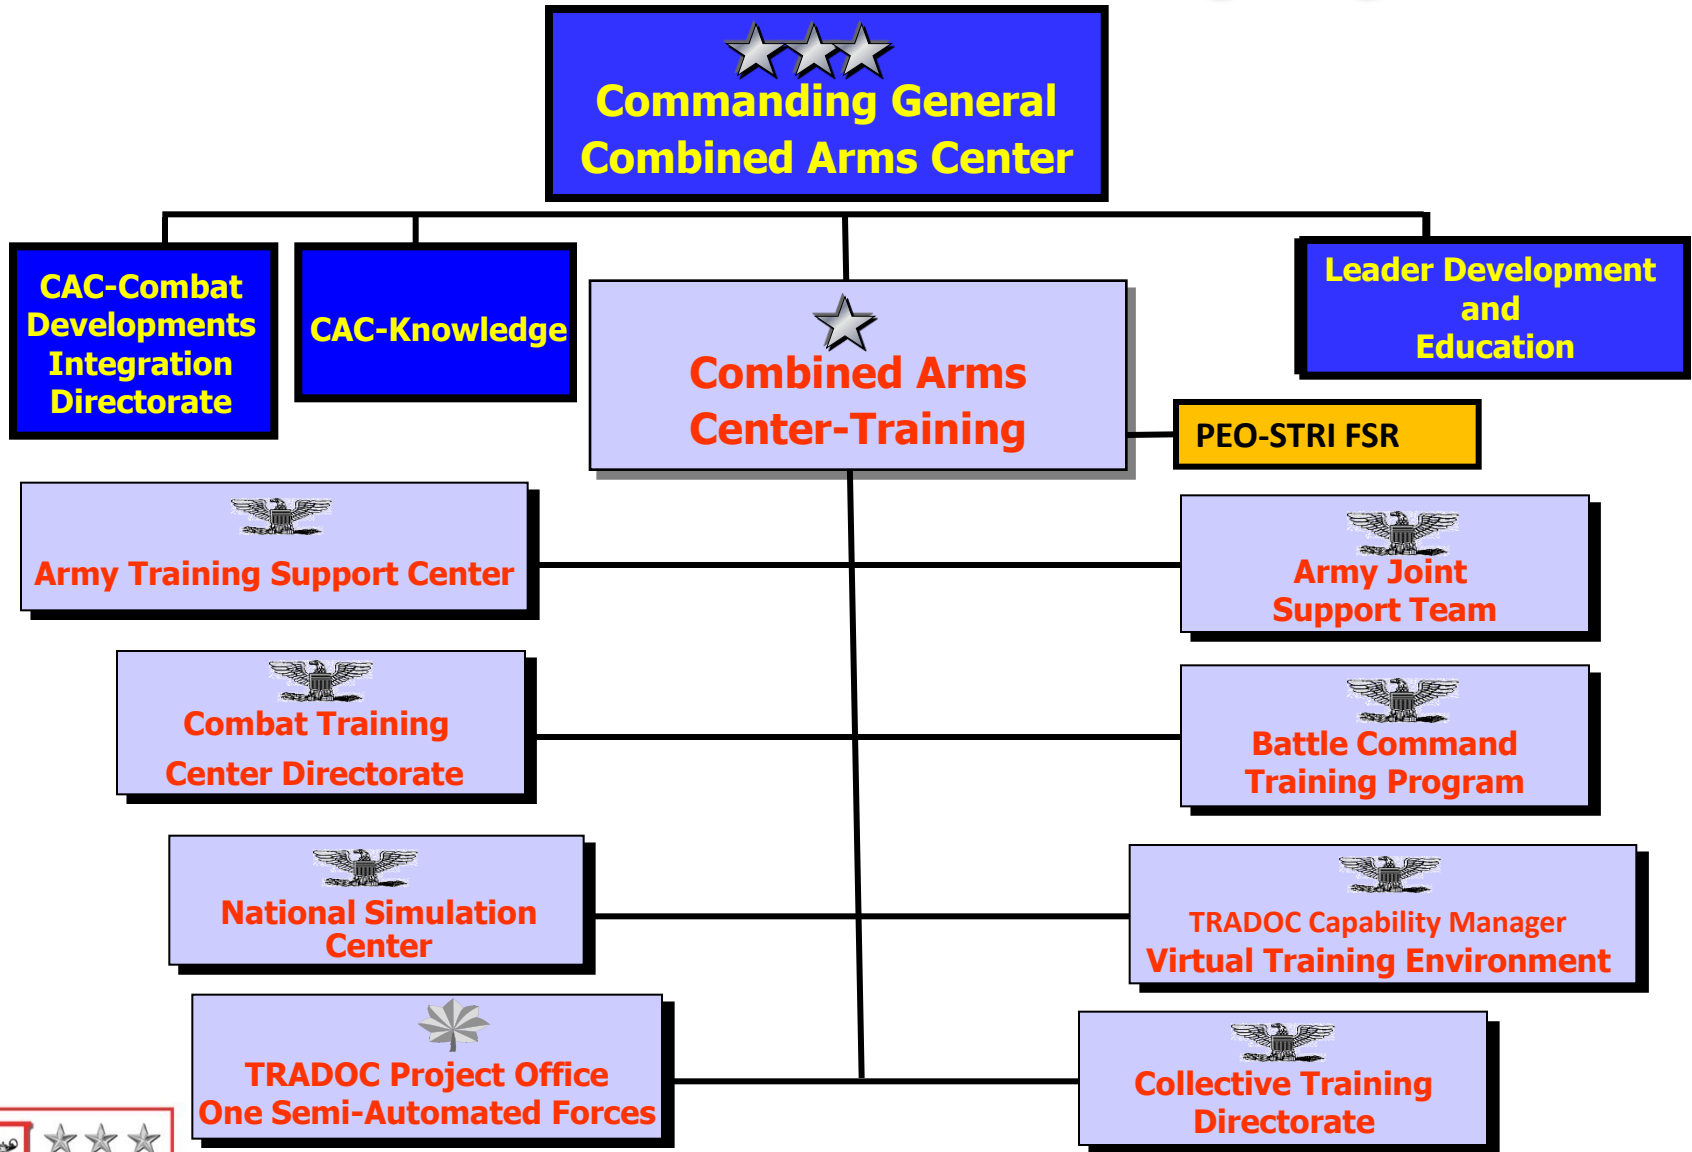 Commanding General
Combined Arms Center
CAC-Combat
Developments
Integration
Directorate
CAC-Knowledge
Combined Arms
Center-Training
Leader Development
and
Education
PEO-STRI FSR
Army Training Support Center
Army Joint
Support Team
Combat Training
Center Directorate
Battle Command
Training Program
National Simulation
Center
TRADOC Capability Manager
Virtual Training Environment
TRADOC Project Office
One Semi-Automated Forces
Collective Training
Directorate